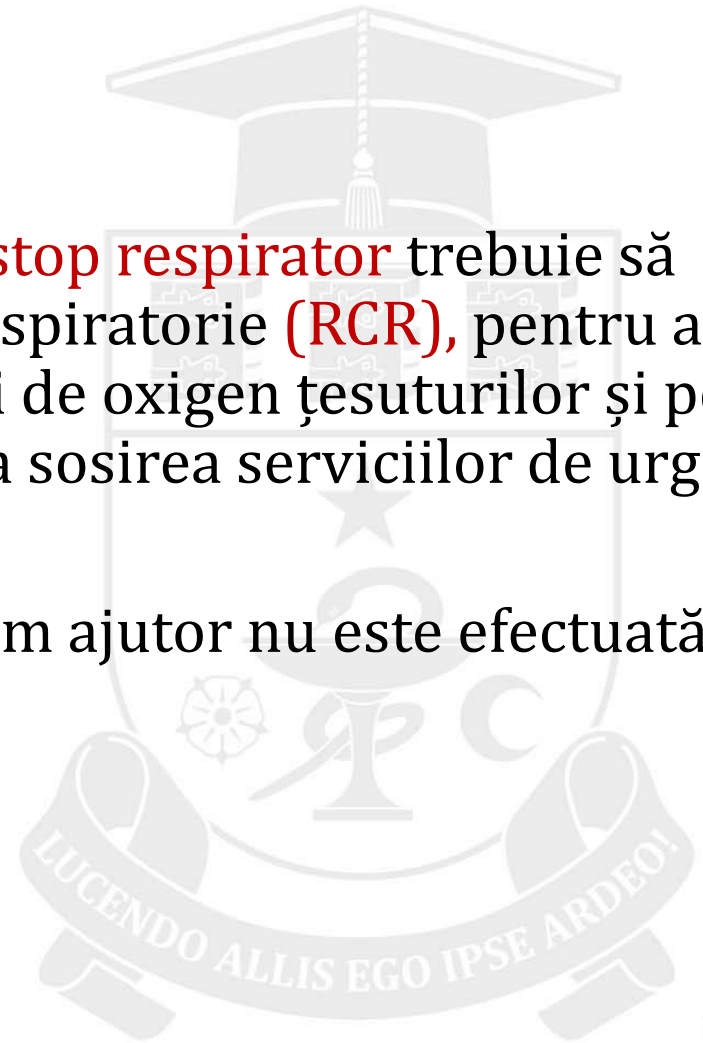 stop respirator trebuie să
spiratorie (RCR), pentru a
i de oxigen țesuturilor și p
a sosirea serviciilor de urg
m ajutor nu este efectuată
LUCENDO ALLIS EGO IPSE ARDEO!